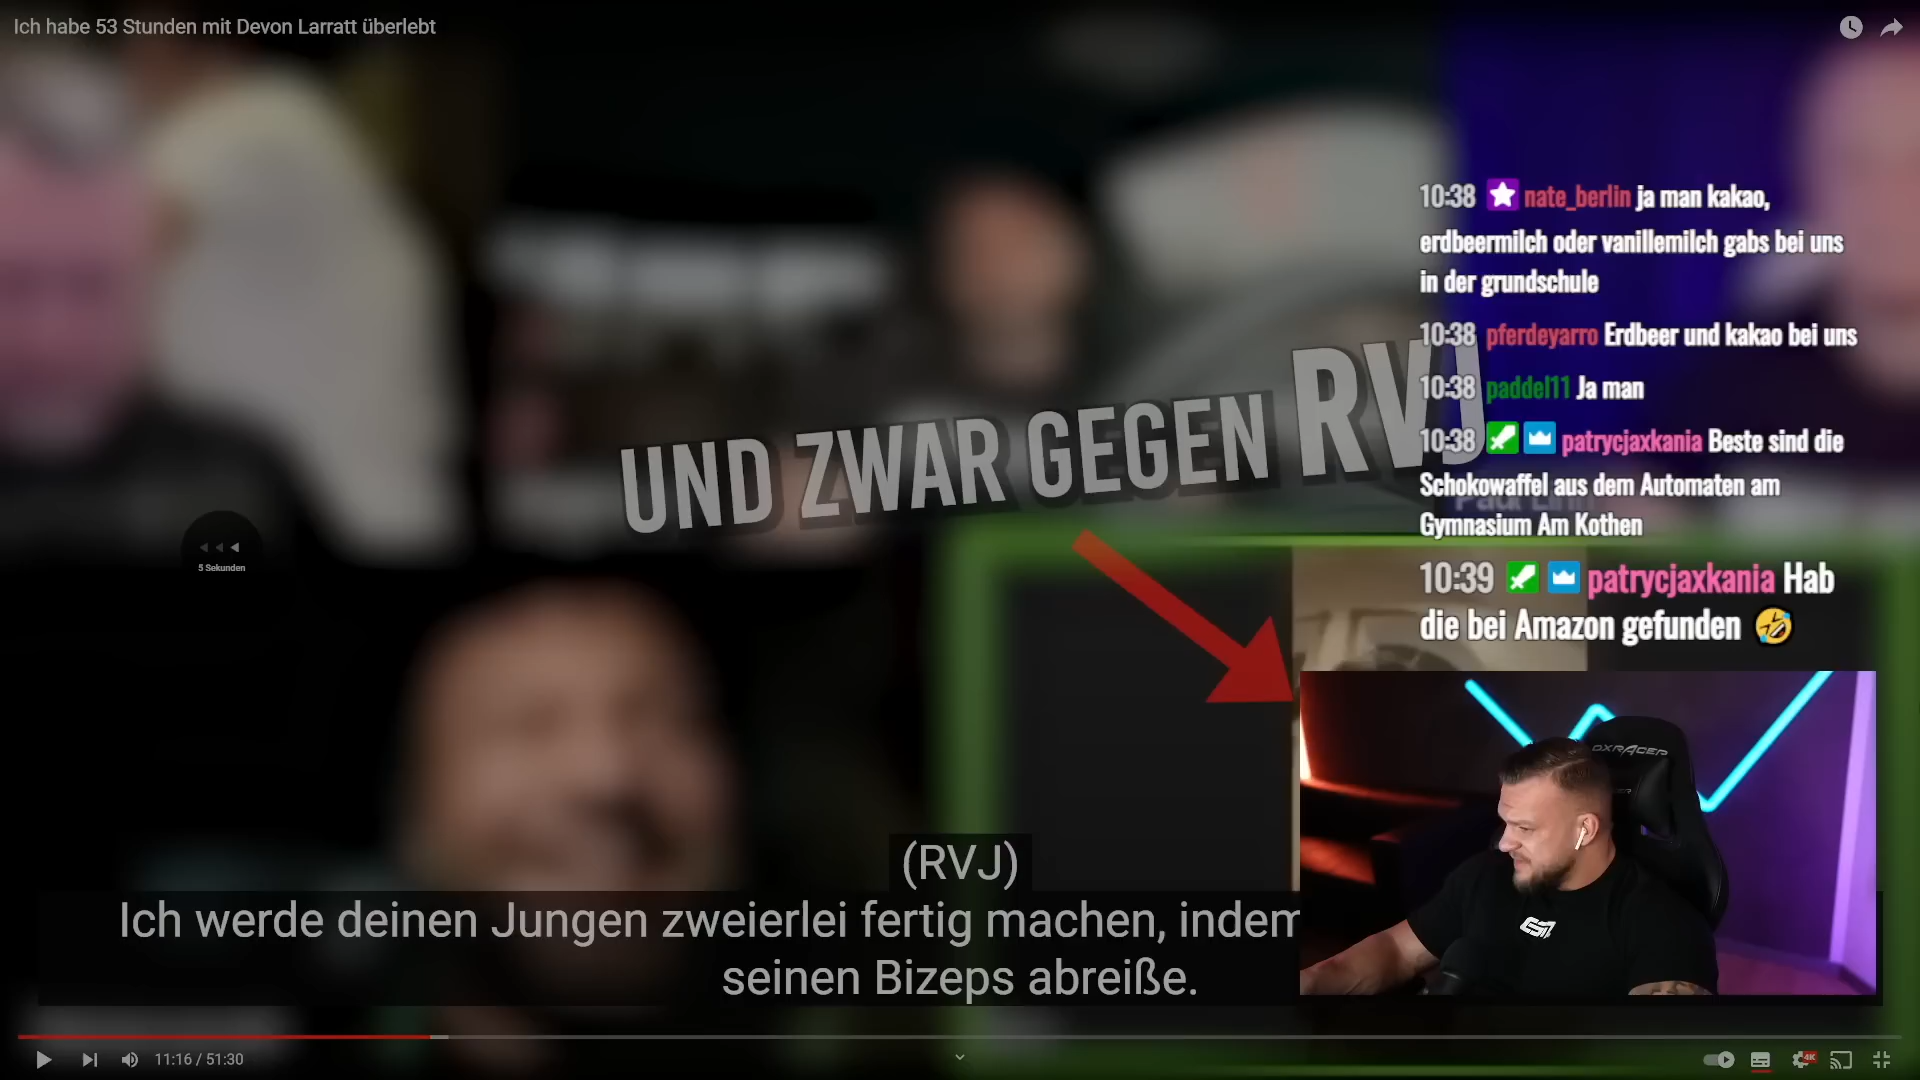 Ich habe 53 Stunden mit Devon Larratt überlebt
10:38 nate_berlin ja man kakao,
erdbeermilch oder vanillemilch gabs bei uns
in der grundschule
10:38 pferdeyarro Erdbeer und kakao bei uns
10:38 paddel11 Ja man
10:38 patrycjaxkania Beste sind die
Schokowaffel aus dem Automaten am
Gymnasium Am Kothen
10:39 patrycjaxkania Hab
die bei Amazon gefunden 🤣
UND ZWAR GEGEN RVJ
5 Sekunden
DXRACER
(RVJ)
Ich werde deinen Jungen zweierlei fertig machen, indem
seinen Bizeps abreiße.
11:16 / 51:30
4K